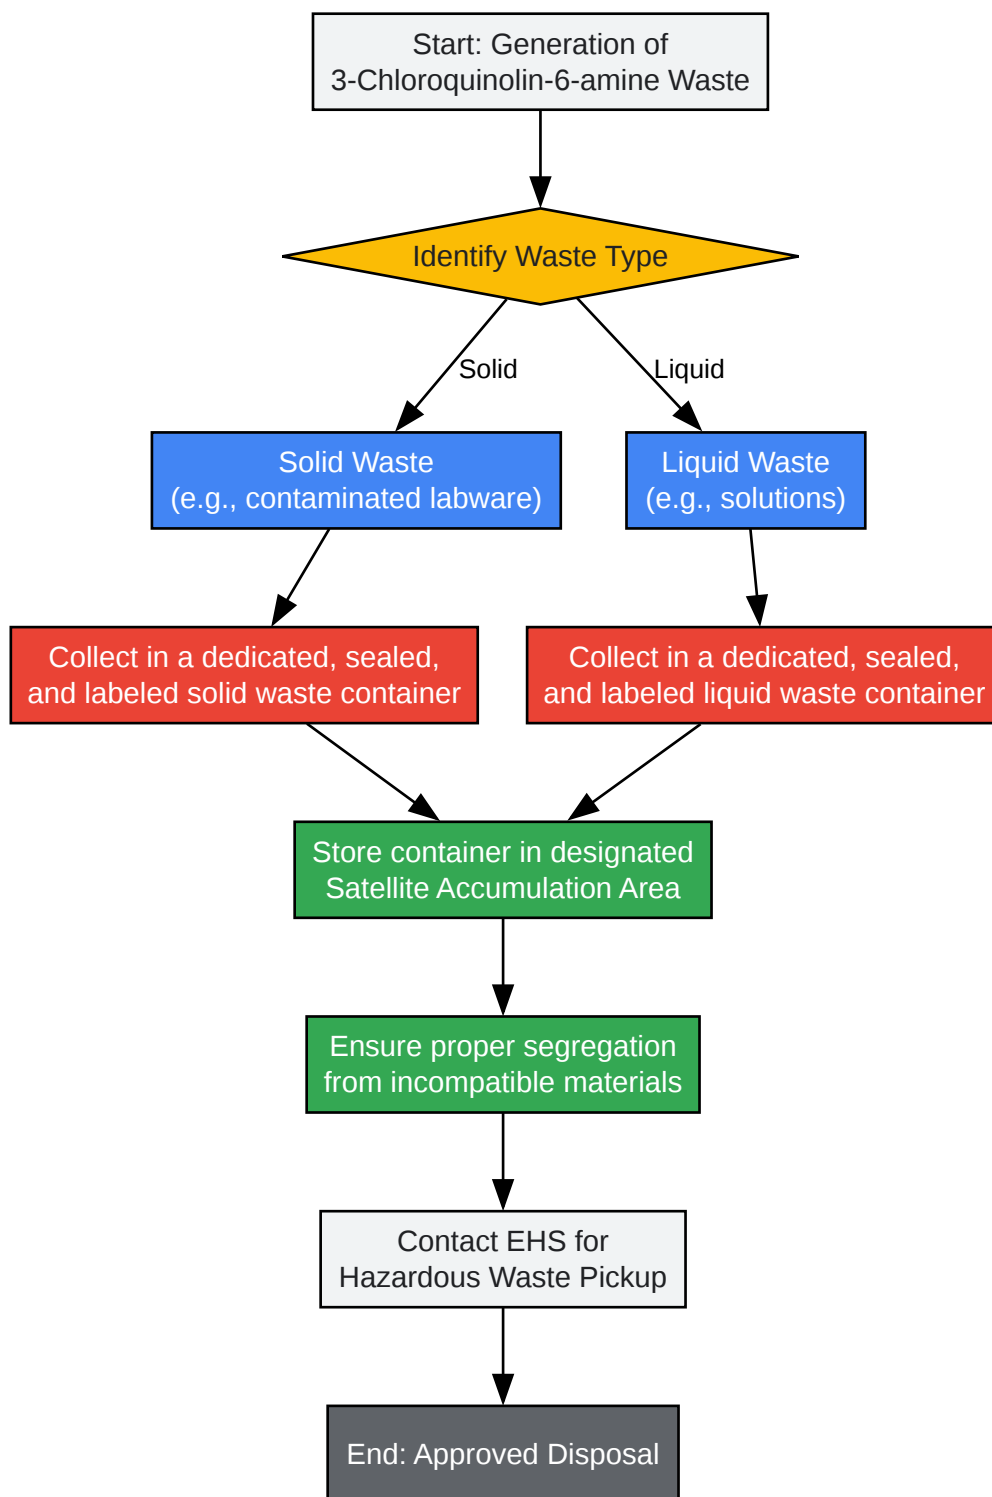 Start: Generation of
3-Chloroquinolin-6-amine Waste
Identify Waste Type
Solid
Liquid
Solid Waste
(e.g., contaminated labware)
Liquid Waste
(e.g., solutions)
Collect in a dedicated, sealed,
and labeled solid waste container
Collect in a dedicated, sealed,
and labeled liquid waste container
Store container in designated
Satellite Accumulation Area
Ensure proper segregation
from incompatible materials
Contact EHS for
Hazardous Waste Pickup
End: Approved Disposal